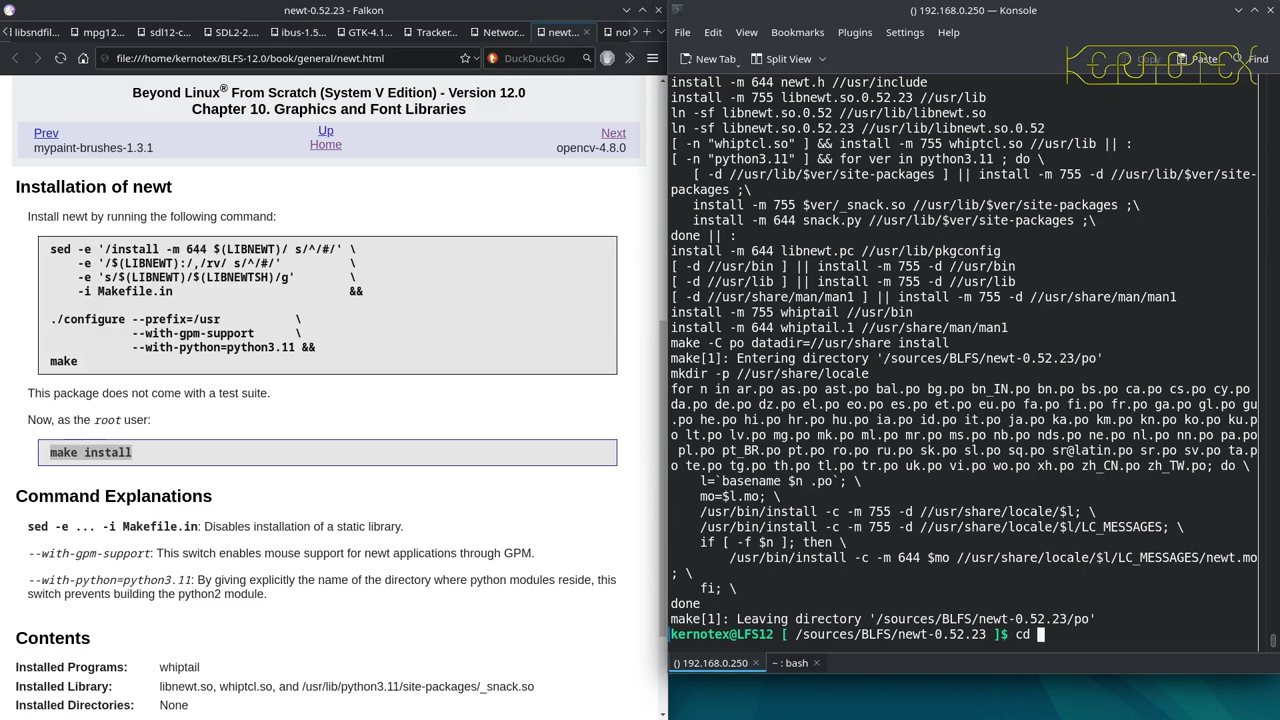 newt-0.52.23 - Falkon
libsndfil...
mpg12...
sdl12-c...
SDL2-2....
ibus-1.5...
GTK-4.1...
Tracker...
Networ...
newt...
not
file:///home/kernotex/BLFS-12.0/book/general/newt.html
DuckDuckGo
Beyond Linux® From Scratch (System V Edition) - Version 12.0
Chapter 10. Graphics and Font Libraries
Prev
Up
Next
mypaint-brushes-1.3.1
Home
opencv-4.8.0
Installation of newt
Install newt by running the following command:
sed -e '/install -m 644 $(LIBNEWT)/ s/^/#/' \
-e '/$(LIBNEWT):/,/rv/ s/^/#/' \
-e 's/$(LIBNEWT)/$(LIBNEWTSH)/g' \
-i Makefile.in &&
./configure --prefix=/usr \
--with-gpm-support \
--with-python=python3.11 &&
make
This package does not come with a test suite.
Now, as the root user:
make install
Command Explanations
sed -e ... -i Makefile.in: Disables installation of a static library.
--with-gpm-support: This switch enables mouse support for newt applications through GPM.
--with-python=python3.11: By giving explicitly the name of the directory where python modules reside, this
switch prevents building the python2 module.
Contents
Installed Programs: whiptail
Installed Library: libnewt.so, whiptcl.so, and /usr/lib/python3.11/site-packages/_snack.so
Installed Directories: None
() 192.168.0.250 — Konsole
File Edit View Bookmarks Plugins Settings Help
New Tab
Split View
Copy
Paste
Find
KERNOTEX
install -m 644 newt.h //usr/include
install -m 755 libnewt.so.0.52.23 //usr/lib
ln -sf libnewt.so.0.52 //usr/lib/libnewt.so
ln -sf libnewt.so.0.52.23 //usr/lib/libnewt.so.0.52
[ -n "whiptcl.so" ] && install -m 755 whiptcl.so //usr/lib || :
[ -n "python3.11" ] && for ver in python3.11 ; do \
[ -d //usr/lib/$ver/site-packages ] || install -m 755 -d //usr/lib/$ver/site-
packages ;\
install -m 755 $ver/_snack.so //usr/lib/$ver/site-packages ;\
install -m 644 snack.py //usr/lib/$ver/site-packages ;\
done || :
install -m 644 libnewt.pc //usr/lib/pkgconfig
[ -d //usr/bin ] || install -m 755 -d //usr/bin
[ -d //usr/lib ] || install -m 755 -d //usr/lib
[ -d //usr/share/man/man1 ] || install -m 755 -d //usr/share/man/man1
install -m 755 whiptail //usr/bin
install -m 644 whiptail.1 //usr/share/man/man1
make -C po datadir=//usr/share install
make[1]: Entering directory '/sources/BLFS/newt-0.52.23/po'
mkdir -p //usr/share/locale
for n in ar.po as.po ast.po bal.po bg.po bn_IN.po bn.po bs.po ca.po cs.po cy.po
da.po de.po dz.po el.po eo.po es.po et.po eu.po fa.po fi.po fr.po ga.po gl.po gu
.po he.po hi.po hr.po hu.po ia.po id.po it.po ja.po ka.po km.po kn.po ko.po ku.p
o lt.po lv.po mg.po mk.po ml.po mr.po ms.po nb.po nds.po ne.po nl.po nn.po pa.po
pl.po pt_BR.po pt.po ro.po ru.po sk.po sl.po sq.po sr@latin.po sr.po sv.po ta.p
o te.po tg.po th.po tl.po tr.po uk.po vi.po wo.po xh.po zh_CN.po zh_TW.po; do \
l=`basename $n .po`; \
mo=$l.mo; \
/usr/bin/install -c -m 755 -d //usr/share/locale/$l; \
/usr/bin/install -c -m 755 -d //usr/share/locale/$l/LC_MESSAGES; \
if [ -f $n ]; then \
/usr/bin/install -c -m 644 $mo //usr/share/locale/$l/LC_MESSAGES/newt.mo
; \
fi; \
done
make[1]: Leaving directory '/sources/BLFS/newt-0.52.23/po'
kernotex@LFS12 [ /sources/BLFS/newt-0.52.23 ]$ cd
() 192.168.0.250
~ : bash